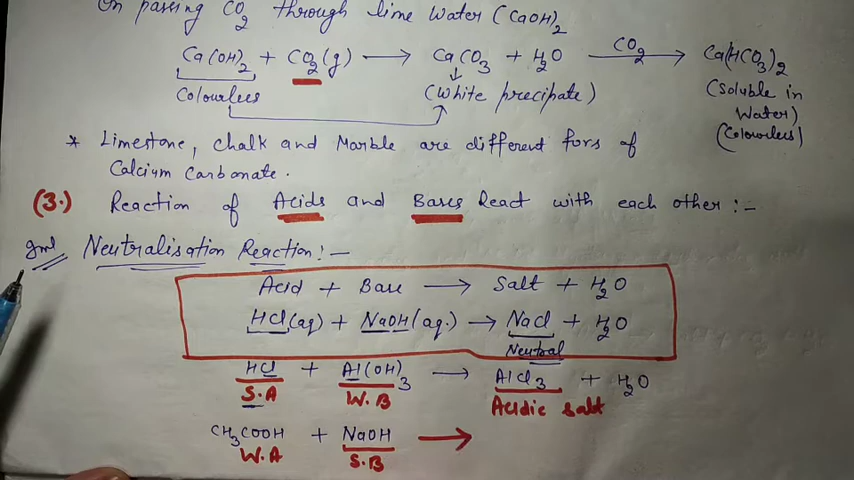 On passing CO2 through lime water (CaOH)2
Ca(OH)2 + CO2(g) → CaCO3 + H2O CO2 → Ca(HCO3)2
Colourless (White precipate) (Soluble in
Water)
(Colourless)
* Limestone, chalk and Marble are different fors of
Calcium Carbonate.
(3.) Reaction of Acids and Bases React with each other :-
Neutralisation Reaction :-
Acid + Base → Salt + H2O
HCl(aq) + NaOH(aq.) → NaCl + H2O
Neutral
HCl + Al(OH)3 → AlCl3 + H2O
S.A W.B Acidic salt
CH3COOH + NaOH →
W.A S.B